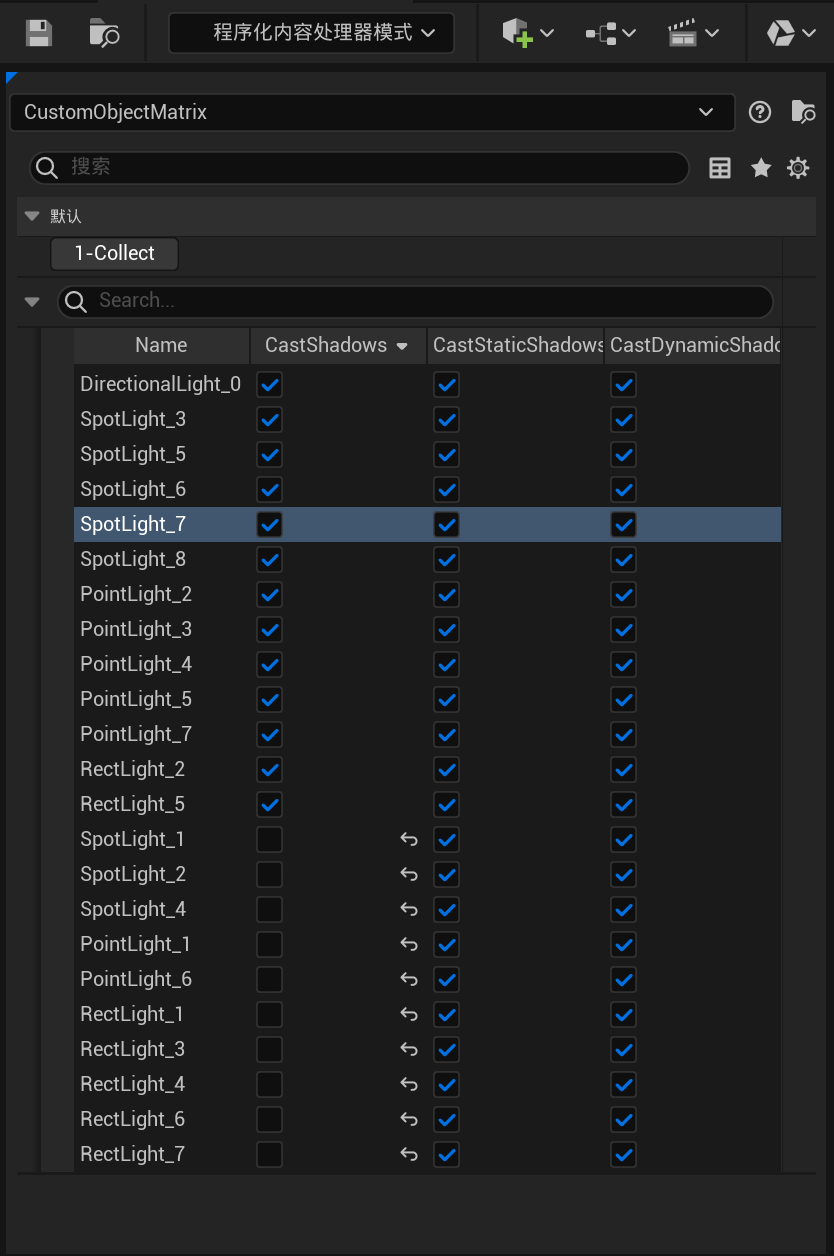 程序化内容处理器模式
CustomObjectMatrix
搜索
默认
1-Collect
Search...
Name CastShadows CastStaticShadows CastDynamicShado
DirectionalLight_0
SpotLight_3
SpotLight_5
SpotLight_6
SpotLight_7
SpotLight_8
PointLight_2
PointLight_3
PointLight_4
PointLight_5
PointLight_7
RectLight_2
RectLight_5
SpotLight_1
SpotLight_2
SpotLight_4
PointLight_1
PointLight_6
RectLight_1
RectLight_3
RectLight_4
RectLight_6
RectLight_7